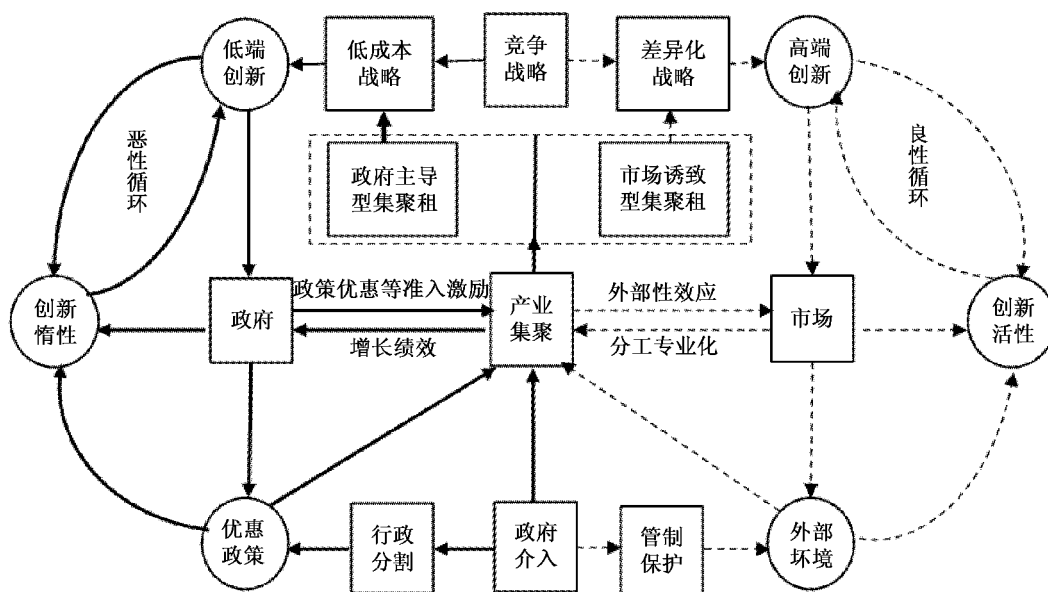 低端
创新
低成本
战略
竞争
战略
差异化
战略
高端
创新
恶性循环
政府主导
型集聚租
市场诱致
型集聚租
良性循环
创新
惰性
政府
政策优惠等准入激励
增长绩效
产业
集聚
外部性效应
分工专业化
市场
创新
活性
优惠
政策
行政
分割
政府
介入
管制
保护
外部
坏境